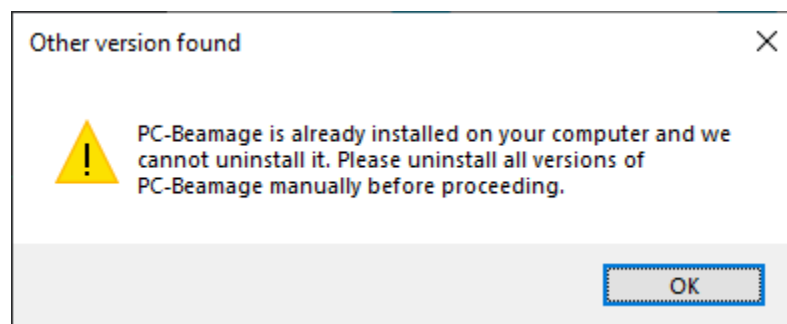 Other version found
PC-Beamage is already installed on your computer and we
cannot uninstall it. Please uninstall all versions of
PC-Beamage manually before proceeding.
OK